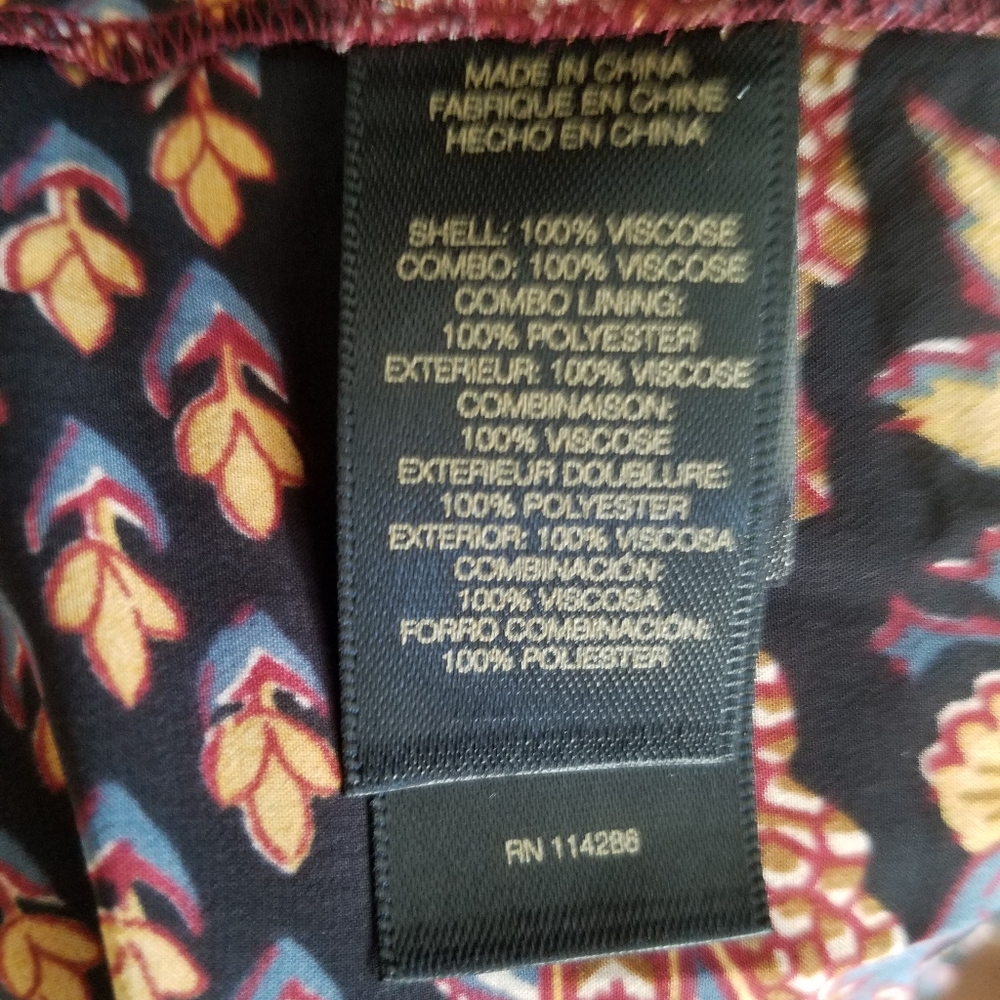 MADE IN CHINA
FABRIQUE EN CHINE
HECHO EN CHINA
SHELL: 100% VISCOSE
COMBO: 100% VISCOSE
COMBO LINING:
100% POLYESTER
EXTERIEUR: 100% VISCOSE
COMBINAISON:
100% VISCOSE
EXTERIEUR DOUBLURE:
100% POLYESTER
EXTERIOR: 100% VISCOSA
COMBINACIÓN:
100% VISCOSA
FORRO COMBINACIÓN:
100% POLIESTER
RN 114286